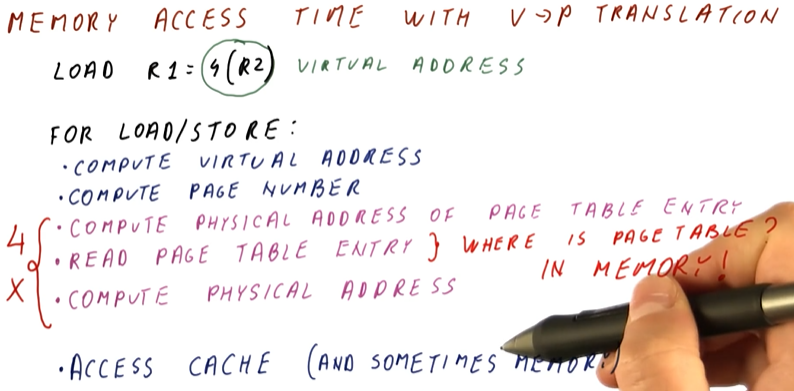 MEMORY ACCESS TIME WITH V→P TRANSLATION
LOAD R1=4(R2) VIRTUAL ADDRESS
FOR LOAD/STORE:
•COMPUTE VIRTUAL ADDRESS
•COMPUTE PAGE NUMBER
4X
•COMPUTE PHYSICAL ADDRESS OF PAGE TABLE ENTRY
•READ PAGE TABLE ENTRY } WHERE IS PAGE TABLE?
IN MEMORY!
•COMPUTE PHYSICAL ADDRESS
•ACCESS CACHE (AND SOMETIMES MEMORY)